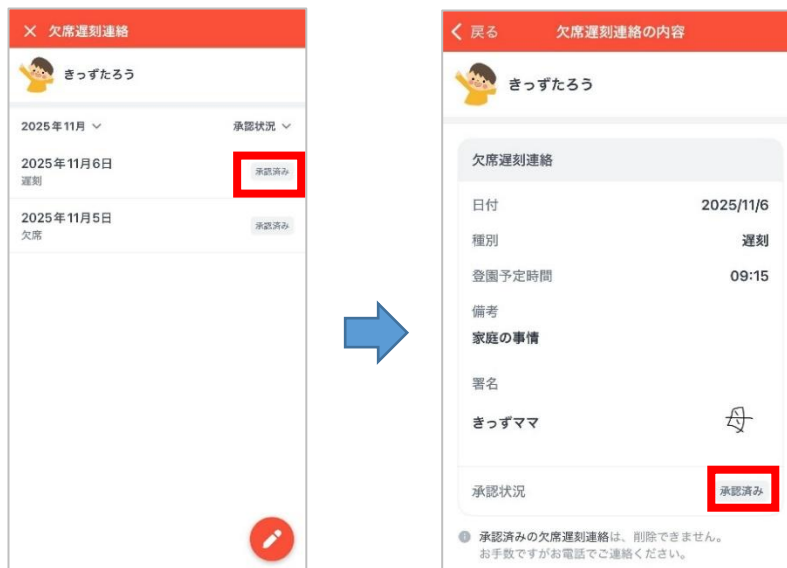 欠席遅刻連絡
きっずたろう
2025年11月
承認状況
2025年11月6日
承認済み
遅刻
2025年11月5日
承認済み
欠席
戻る 欠席遅刻連絡の内容
きっずたろう
欠席遅刻連絡
日付 2025/11/6
種別 遅刻
登園予定時間 09:15
備考
家庭の事情
署名
きっずママ 母
承認状況 承認済み
承認済みの欠席遅刻連絡は、削除できません。
お手数ですがお電話でご連絡ください。